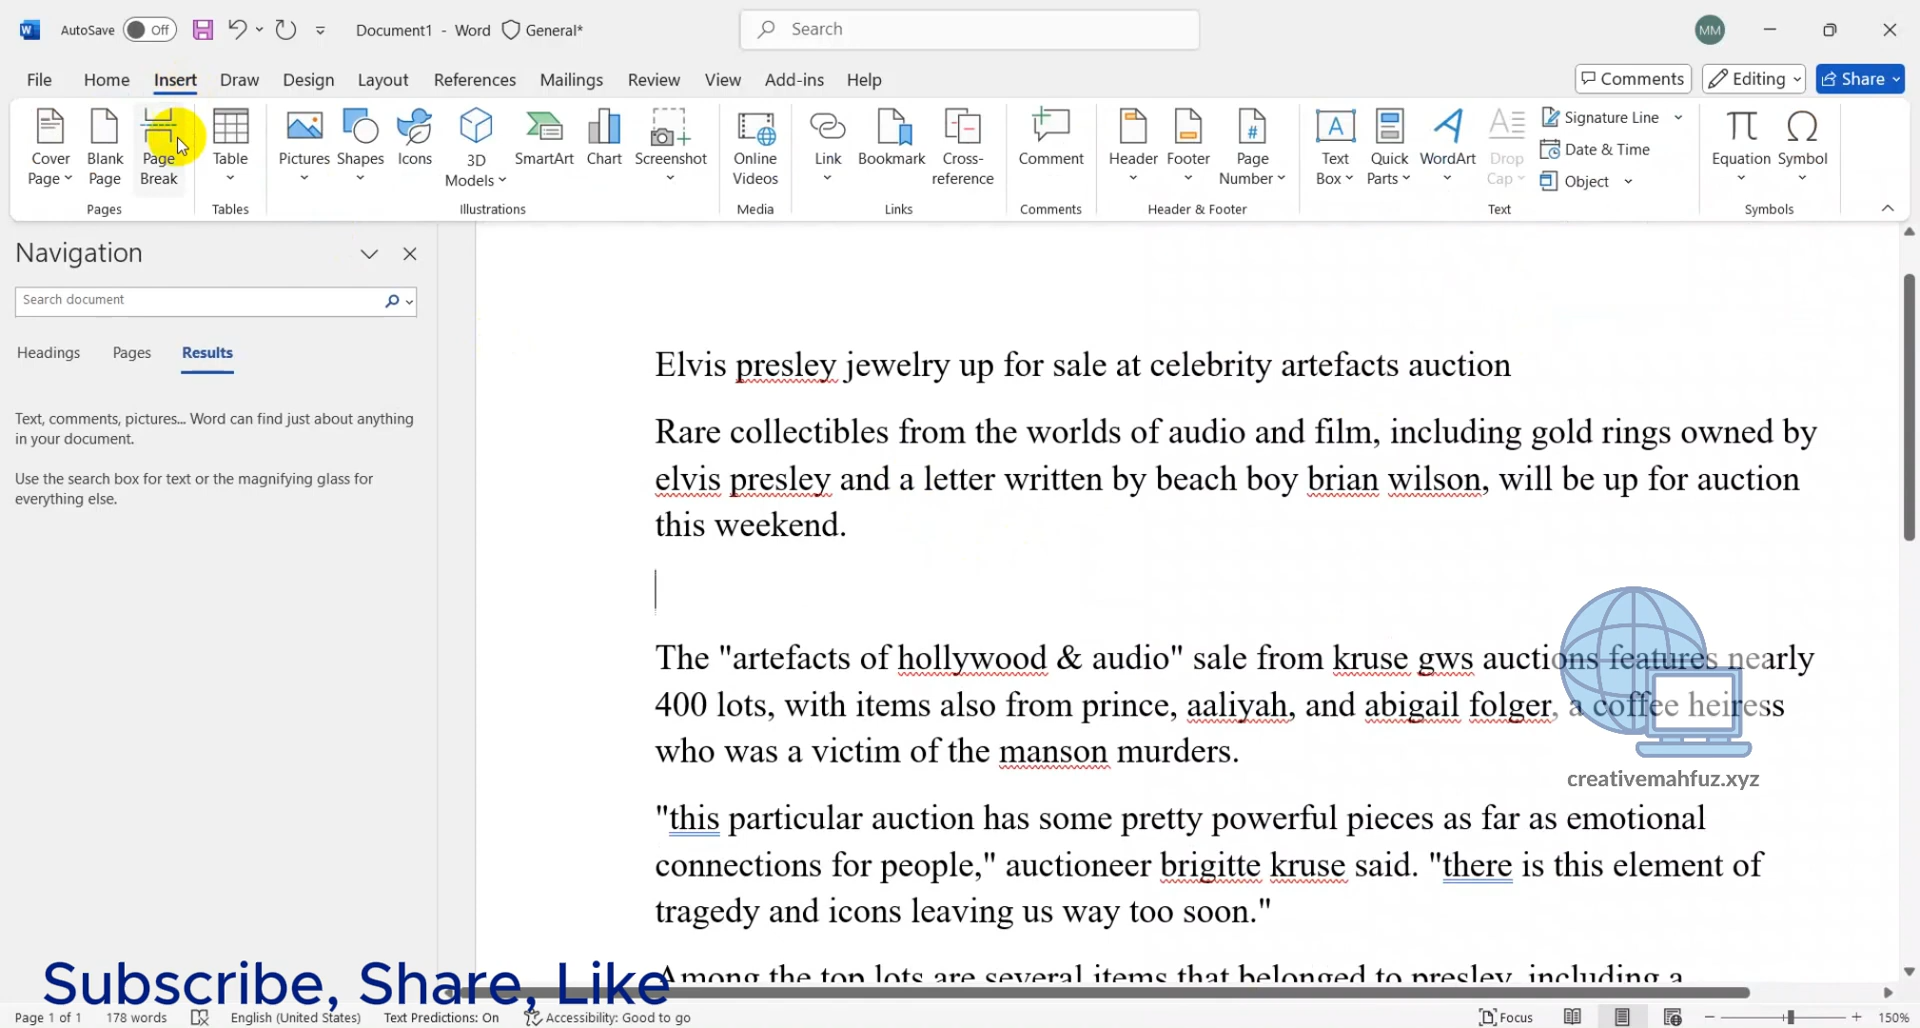 AutoSave Off Document1 - Word General* Search MM
File Home Insert Draw Design Layout References Mailings Review View Add-ins Help Comments Editing Share
Cover Page
Blank Page
Page Break
Pages
Table
Tables
Pictures
Shapes
Icons
3D Models
SmartArt
Chart
Screenshot
Illustrations
Online Videos
Media
Link
Bookmark
Cross-reference
Links
Comment
Comments
Header
Footer
Page Number
Header & Footer
Text Box
Quick Parts
WordArt
Drop Cap
Signature Line
Date & Time
Object
Text
Equation
Symbol
Symbols
Navigation
Search document
Headings Pages Results
Text, comments, pictures... Word can find just about anything
in your document.
Use the search box for text or the magnifying glass for
everything else.
Elvis presley jewelry up for sale at celebrity artefacts auction
Rare collectibles from the worlds of audio and film, including gold rings owned by
elvis presley and a letter written by beach boy brian wilson, will be up for auction
this weekend.
The "artefacts of hollywood & audio" sale from kruse gws auctions features nearly
400 lots, with items also from prince, aaliyah, and abigail folger, a coffee heiress
who was a victim of the manson murders.
"this particular auction has some pretty powerful pieces as far as emotional
connections for people," auctioneer brigitte kruse said. "there is this element of
tragedy and icons leaving us way too soon."
Among the top lots are several items that belonged to presley, including a
creativemahfuz.xyz
Subscribe, Share, Like
Page 1 of 1 178 words English (United States) Text Predictions: On Accessibility: Good to go Focus 150%